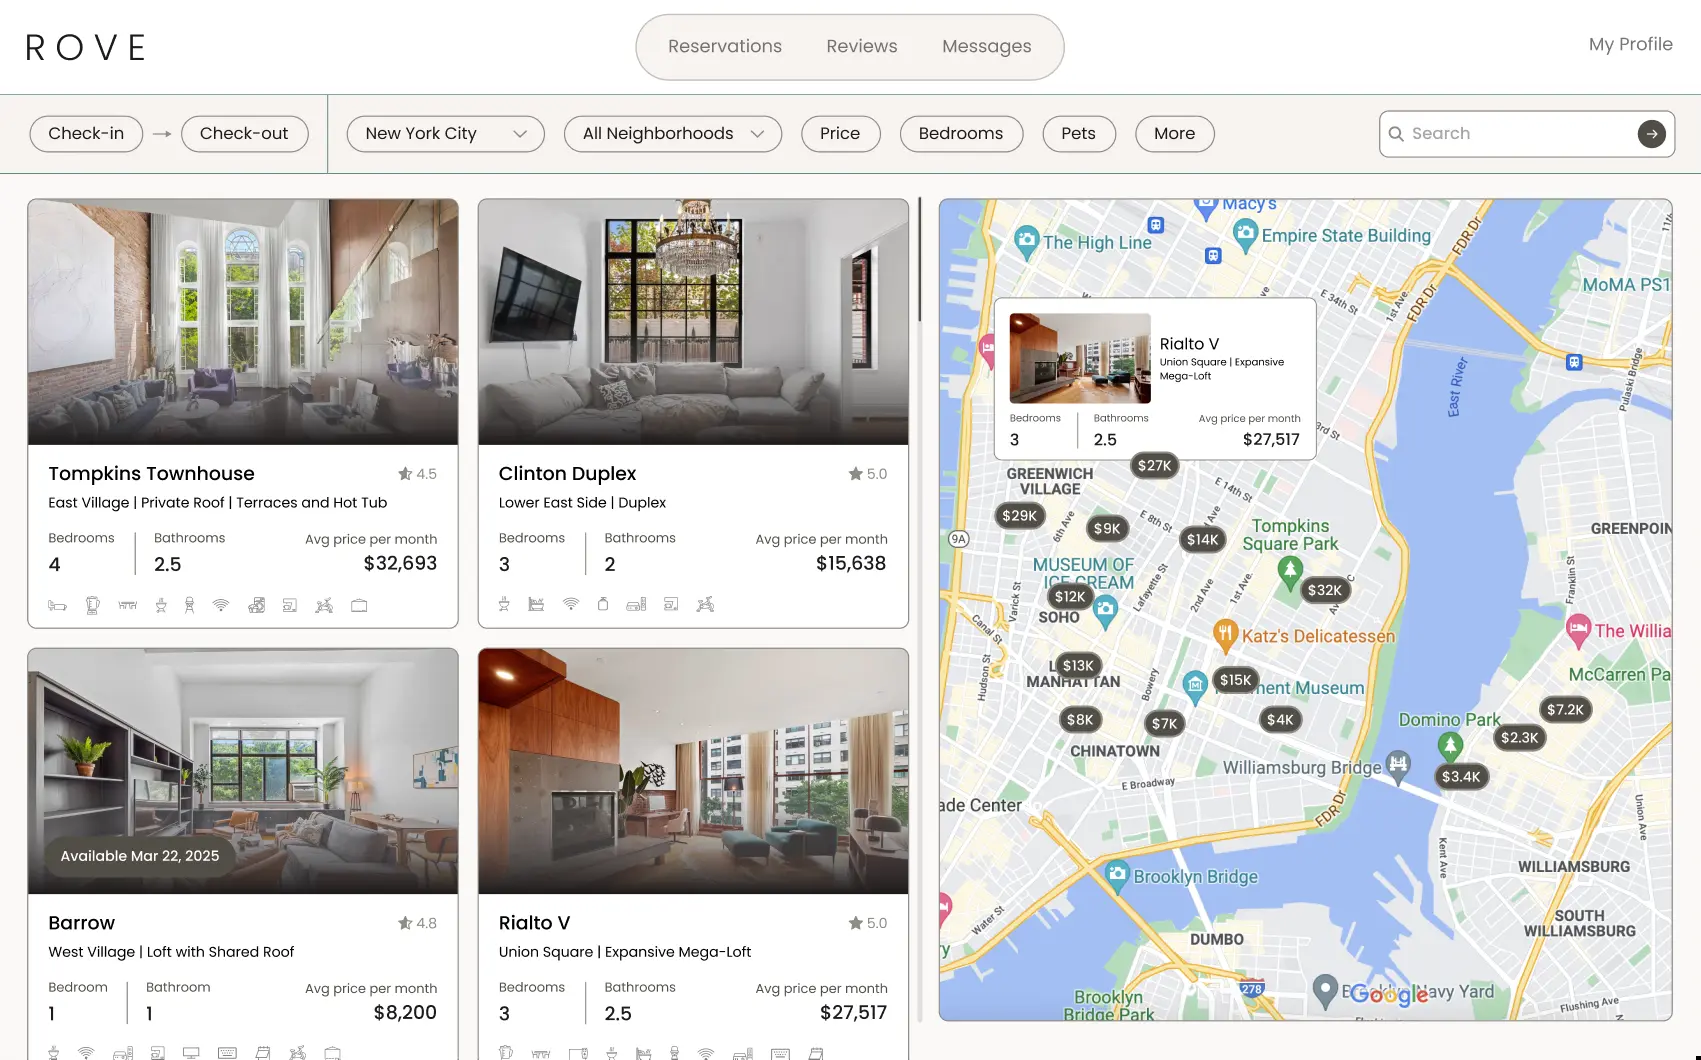 ROVE
Reservations
Reviews
Messages
My Profile
Check-in
Check-out
New York City
All Neighborhoods
Price
Bedrooms
Pets
More
Search
Tompkins Townhouse
4.5
East Village | Private Roof | Terraces and Hot Tub
Bedrooms
Bathrooms
Avg price per month
4
2.5
$32,693
Clinton Duplex
5.0
Lower East Side | Duplex
Bedrooms
Bathrooms
Avg price per month
3
2
$15,638
Available Mar 22, 2025
Barrow
4.8
West Village | Loft with Shared Roof
Bedroom
Bathroom
Avg price per month
1
1
$8,200
Rialto V
5.0
Union Square | Expansive Mega-Loft
Bedrooms
Bathrooms
Avg price per month
3
2.5
$27,517
Macy's
The High Line
Empire State Building
FDR Dr
MoMA PS1
E 34th St
1st Ave
FDR Dr
Rialto V
Union Square | Expansive
Mega-Loft
Bedrooms
Bathrooms
Avg price per month
3
2.5
$27,517
East River
Pulaski Bridge
3rd St
$27K
GREENWICH
VILLAGE
E 14th St
$29K
6th Ave
$9K
E 8th St
$14K
Tompkins
Square Park
GREENPOIN
9A
MUSEUM OF
ICE CREAM
Lafayette St
2nd Ave
1st Ave.
$32K
Franklin St
$12K
SOHO
Varick St
Canal St
Katz's Delicatessen
The Willia
Hudson St
$13K
MANHATTAN
Bowery
$15K
ment Museum
McCarren Pa
$8K
$7K
$4K
Domino Park
$7.2K
$2.3K
CHINATOWN
Williamsburg Bridge
$3.4K
E Broadway
ade Center
FDR Dr
Union Ave
Kent Ave
WILLIAMSBURG
Brooklyn Bridge
Water St
SOUTH
WILLIAMSBURG
DUMBO
Brooklyn
Bridge Park
278
Google
Navy Yard
Flushing Ave